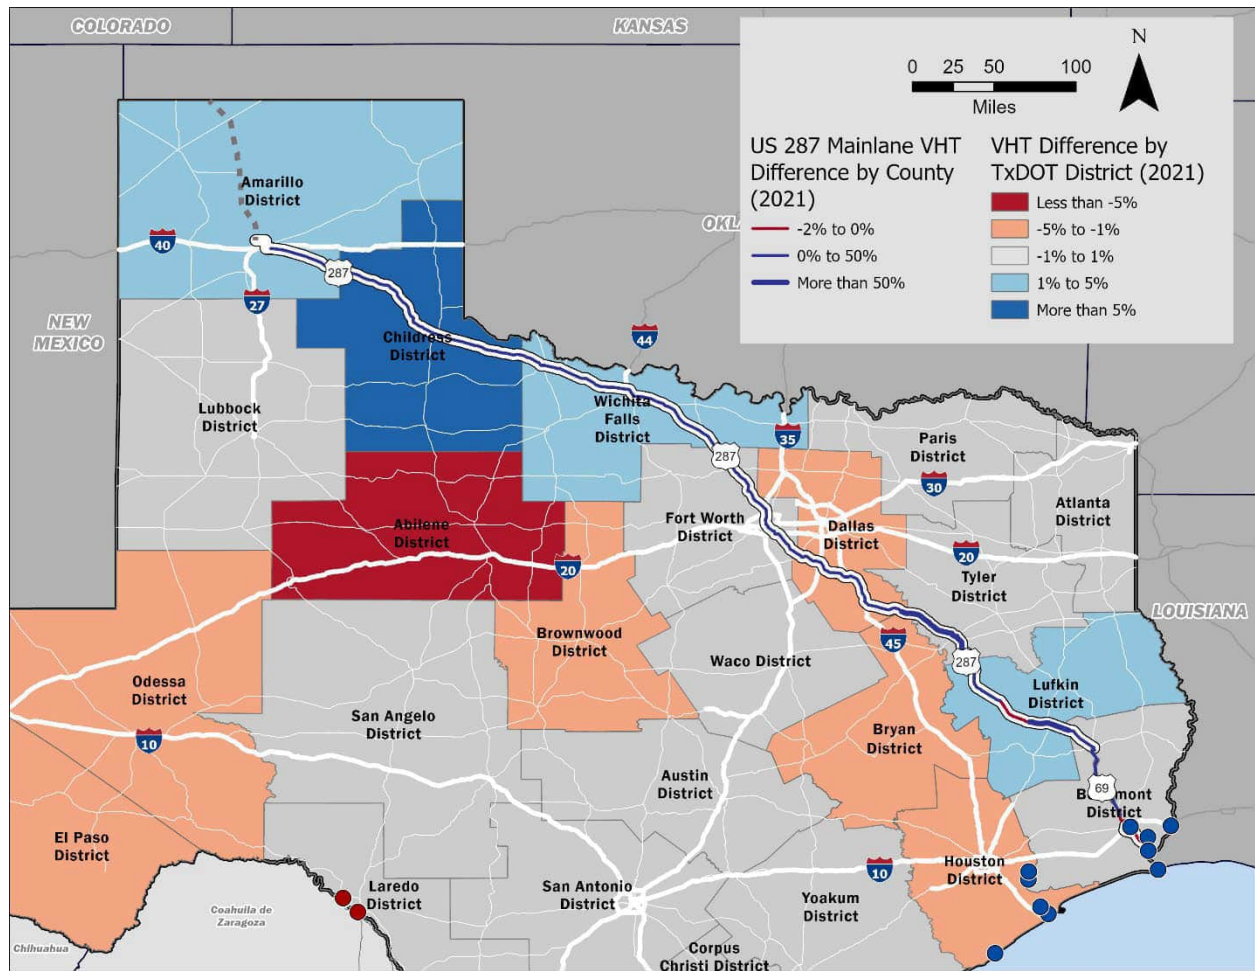 COLORADO
KANSAS
N
0 25 50 100
Miles
US 287 Mainlane VHT
Difference by County
(2021)
-2% to 0%
0% to 50%
More than 50%
VHT Difference by
TxDOT District (2021)
Less than -5%
-5% to -1%
-1% to 1%
1% to 5%
More than 5%
Amarillo
District
40
287
27
NEW
MEXICO
Childress
District
44
Lubbock
District
Wichita
Falls
District
35
287
Paris
District
30
Atlanta
District
Abilene
District
Fort Worth
District
Dallas
District
20
20
Tyler
District
LOUISIANA
Brownwood
District
45
Waco District
287
Odessa
District
Lufkin
District
San Angelo
District
10
Bryan
District
Austin
District
69
District
El Paso
District
Houston
District
10
Laredo
District
San Antonio
District
Yoakum
District
Coahuila de
Zaragoza
Chihuahua
Corpus
Christi District